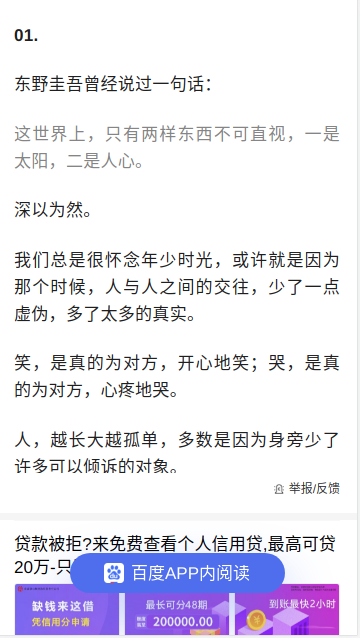 01.
东野圭吾曾经说过一句话：
这世界上，只有两样东西不可直视，一是
太阳，二是人心。
深以为然。
我们总是很怀念年少时光，或许就是因为
那个时候，人与人之间的交往，少了一点
虚伪，多了太多的真实。
笑，是真的为对方，开心地笑；哭，是真
的为对方，心疼地哭。
人，越长大越孤单，多数是因为身旁少了
许多可以倾诉的对象。
举报/反馈
贷款被拒?来免费查看个人信用贷,最高可贷
20万-只
百度APP内阅读
缺钱来这借
凭信用分申请
最长可分48期
200000.00
到账最快2小时